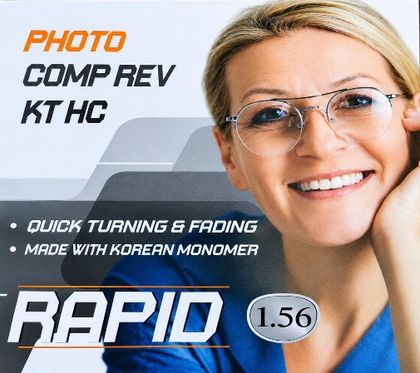 PHOTO
COMP REV
KT HC
• QUICK TURNING & FADING
• MADE WITH KOREAN MONOMER
RAPID
1.56